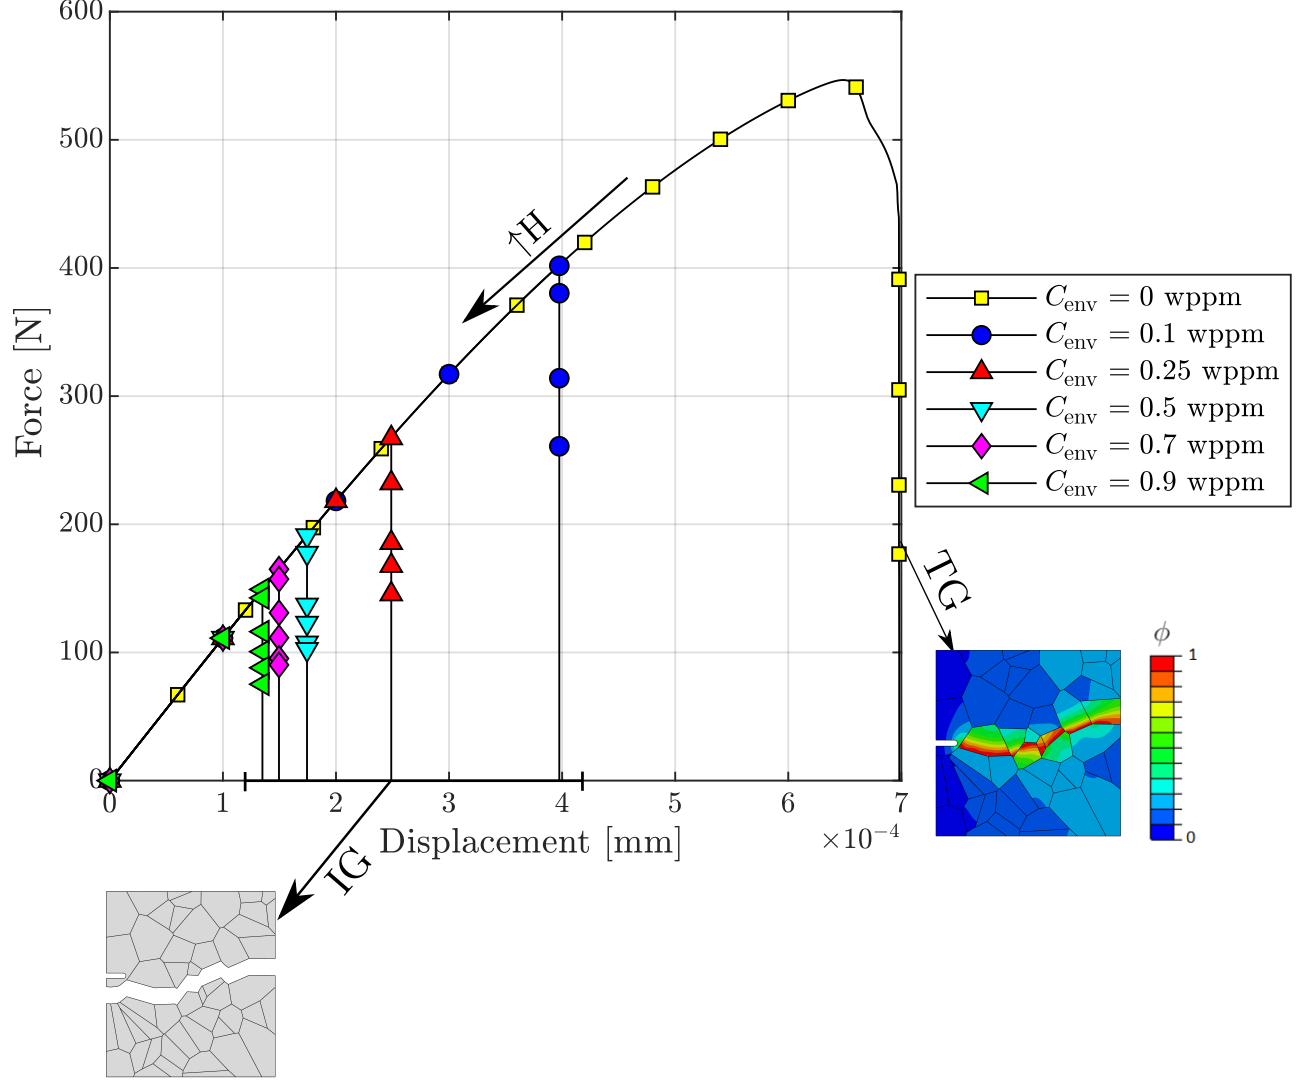 600
500
400
300
200
100
0
Force [N]
0 1 2 3 4 5 6 7
×10⁻⁴
Displacement [mm]
↑H
C_env = 0 wppm
C_env = 0.1 wppm
C_env = 0.25 wppm
C_env = 0.5 wppm
C_env = 0.7 wppm
C_env = 0.9 wppm
TG
ϕ
1
0
IG